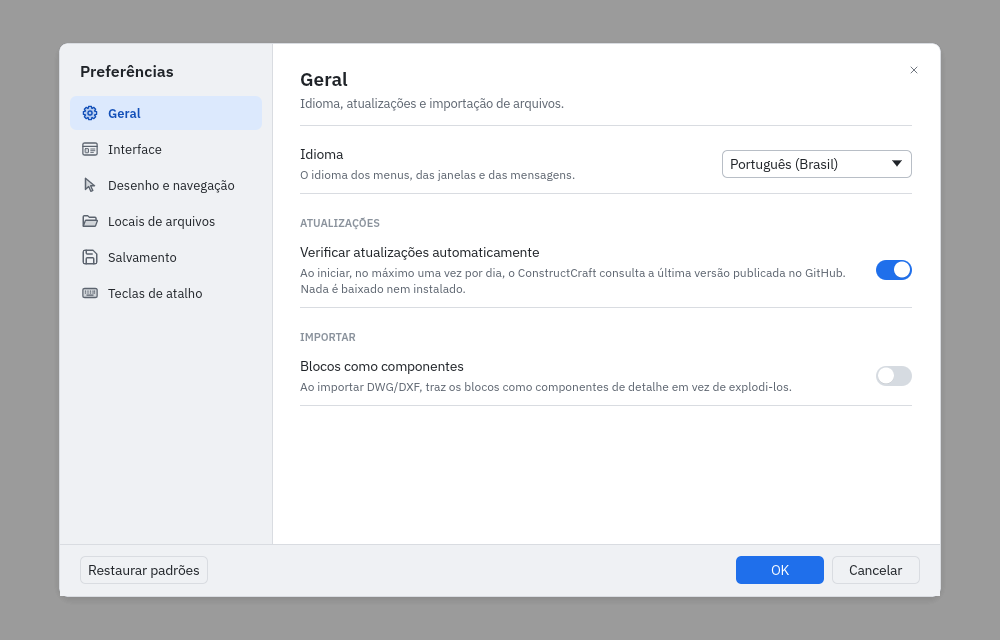 Preferências
Geral
Interface
Desenho e navegação
Locais de arquivos
Salvamento
Teclas de atalho
Geral
Idioma, atualizações e importação de arquivos.
Idioma
O idioma dos menus, das janelas e das mensagens.
Português (Brasil)
ATUALIZAÇÕES
Verificar atualizações automaticamente
Ao iniciar, no máximo uma vez por dia, o ConstructCraft consulta a última versão publicada no GitHub.
Nada é baixado nem instalado.
IMPORTAR
Blocos como componentes
Ao importar DWG/DXF, traz os blocos como componentes de detalhe em vez de explodi-los.
Restaurar padrões
OK
Cancelar